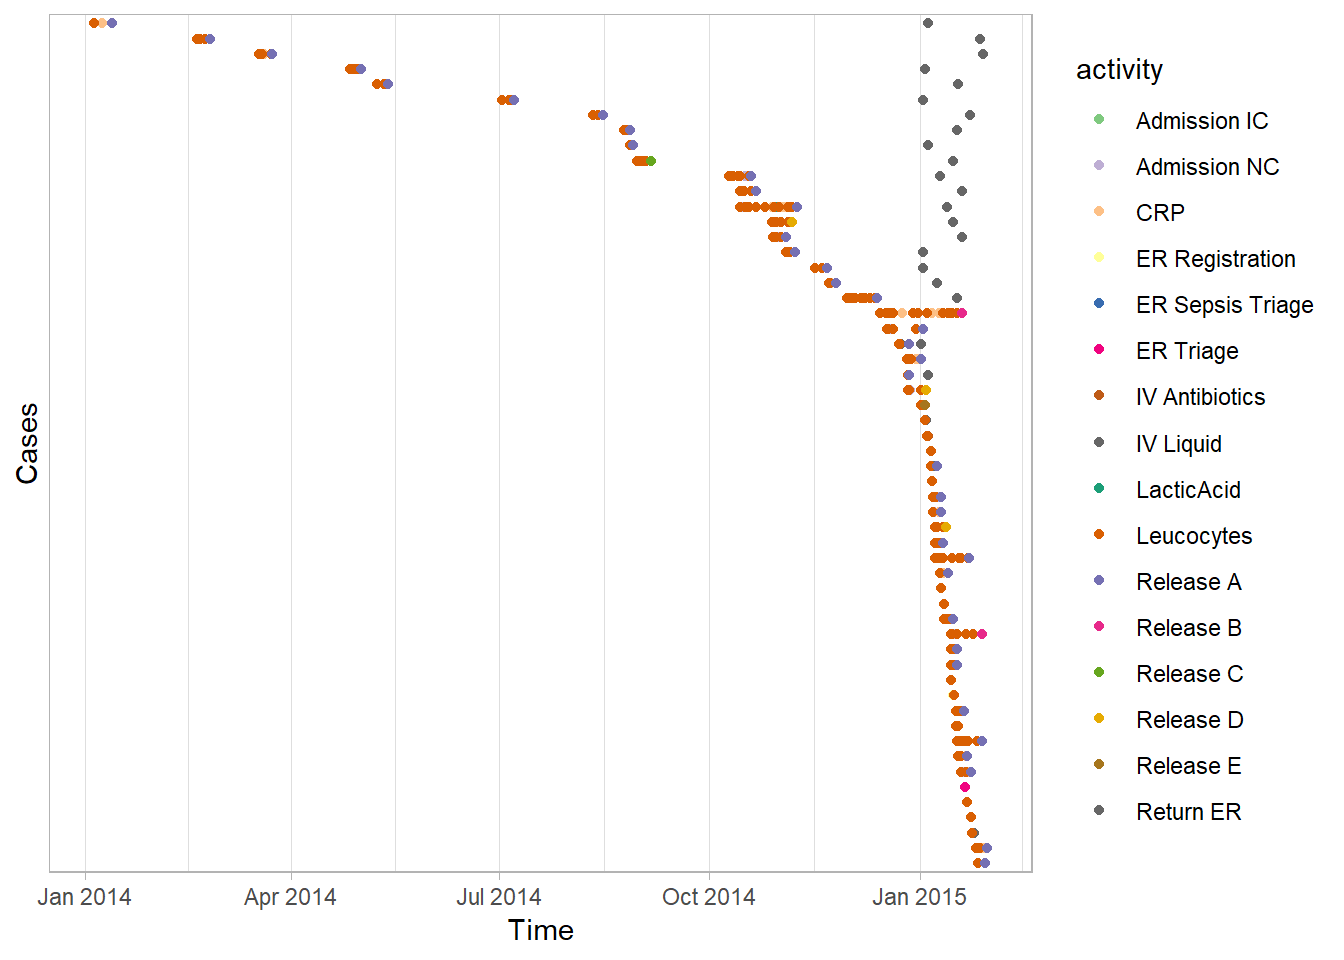 activity
Admission IC
Admission NC
CRP
ER Registration
ER Sepsis Triage
ER Triage
IV Antibiotics
IV Liquid
LacticAcid
Leucocytes
Release A
Release B
Release C
Release D
Release E
Return ER
Cases
Jan 2014 Apr 2014 Jul 2014 Oct 2014 Jan 2015
Time